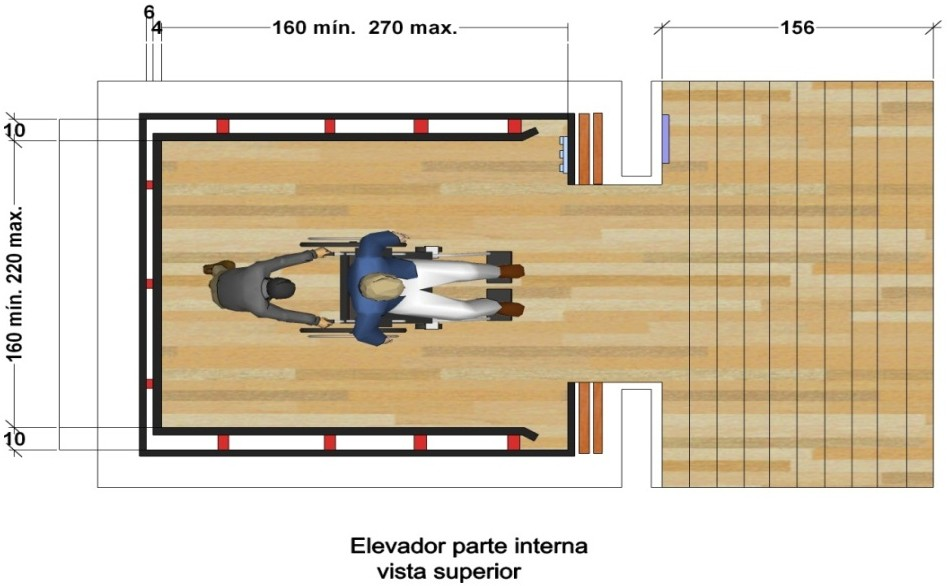 6
4
160 mín. 270 max.
156
10
160 mín. 220 max.
10
Elevador parte interna
vista superior